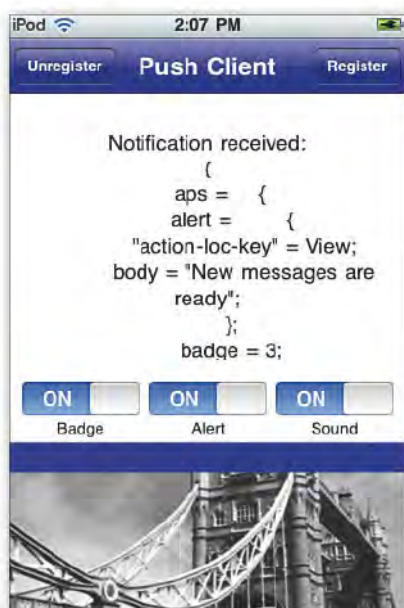 iPod 2:07 PM
Unregister Push Client Register
Notification received:
{
aps = {
alert = {
"action-loc-key" = View;
body = "New messages are
ready";
};
badge = 3;
ON ON ON
Badge Alert Sound